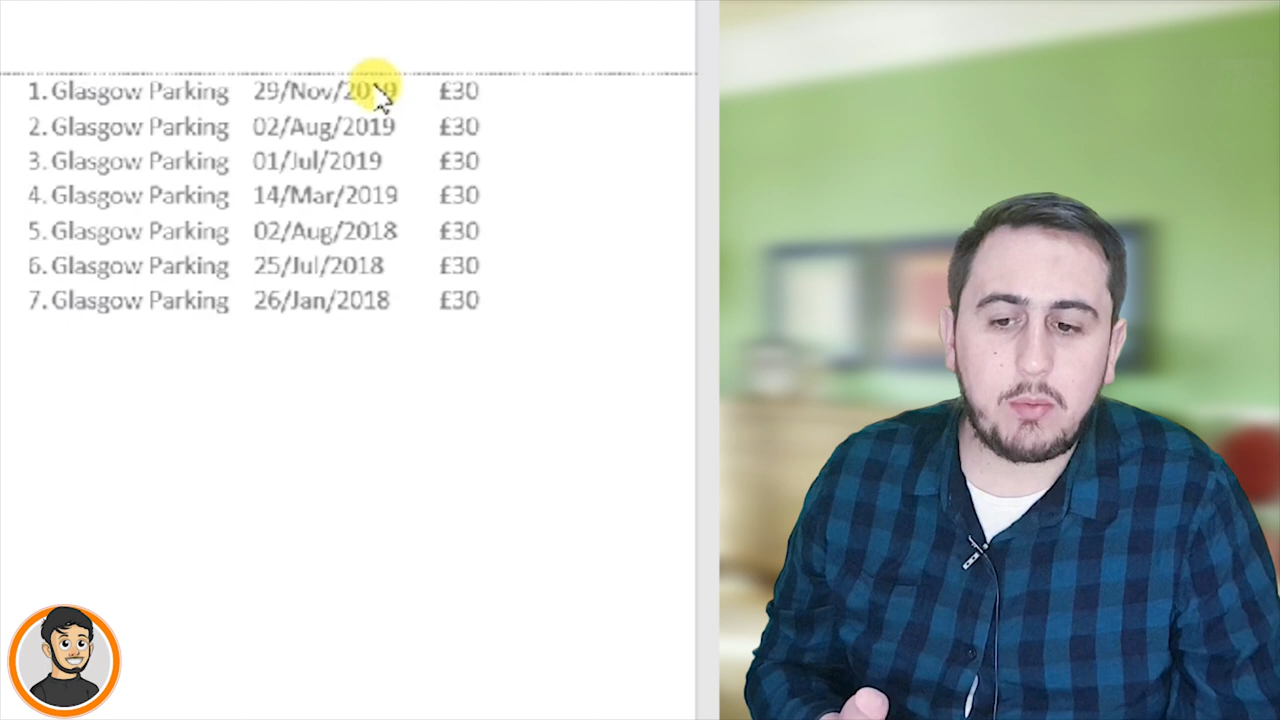 1. Glasgow Parking 29/Nov/2019 £30
2. Glasgow Parking 02/Aug/2019 £30
3. Glasgow Parking 01/Jul/2019 £30
4. Glasgow Parking 14/Mar/2019 £30
5. Glasgow Parking 02/Aug/2018 £30
6. Glasgow Parking 25/Jul/2018 £30
7. Glasgow Parking 26/Jan/2018 £30